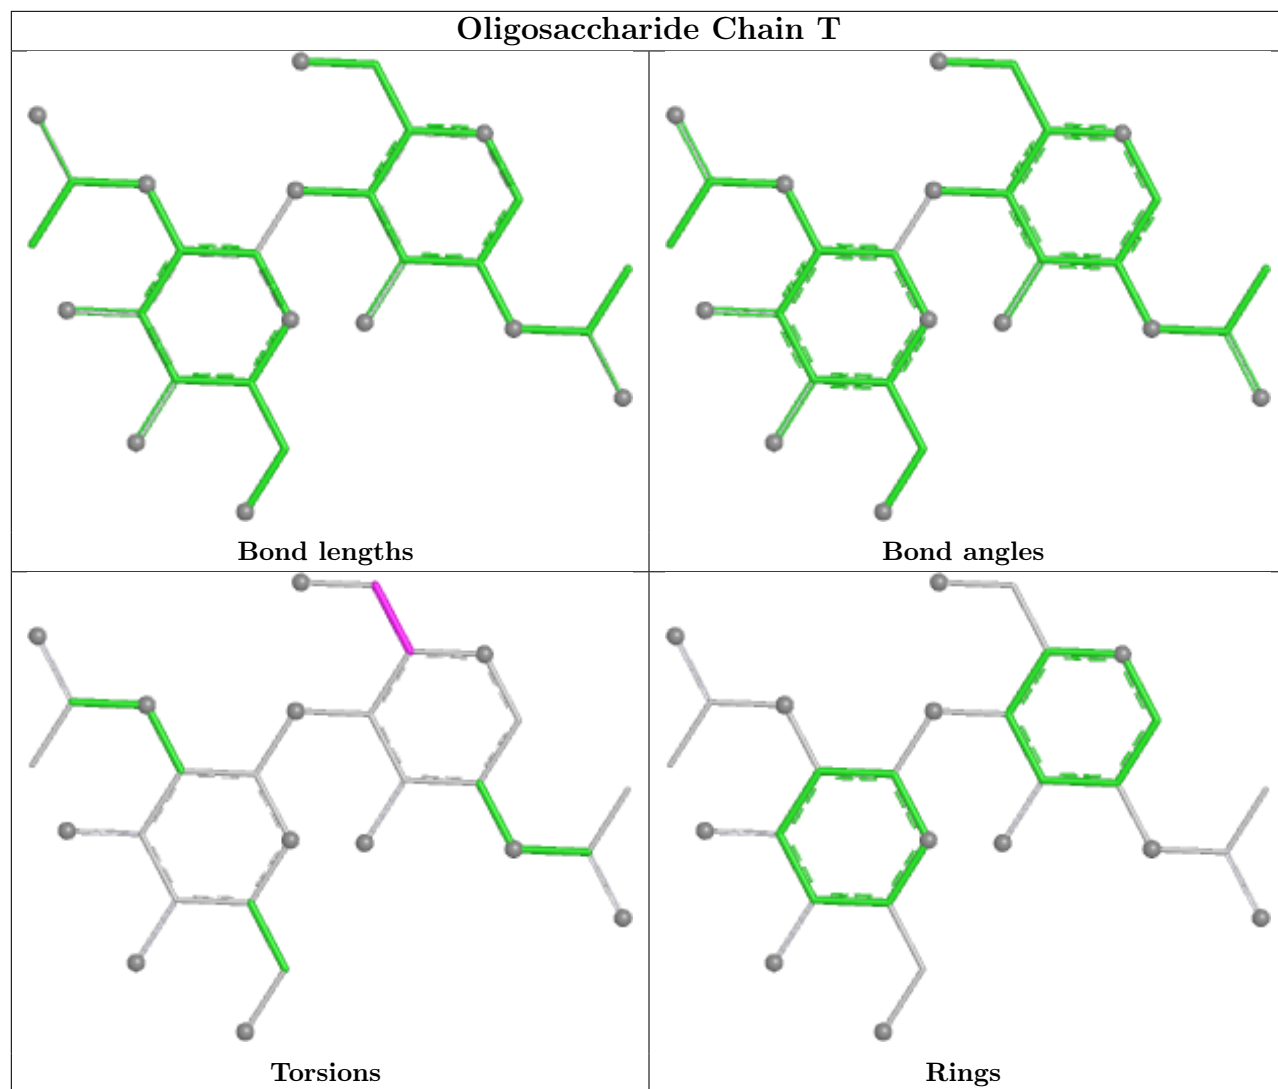 Oligosaccharide Chain T
Bond lengths
Bond angles
Torsions
Rings